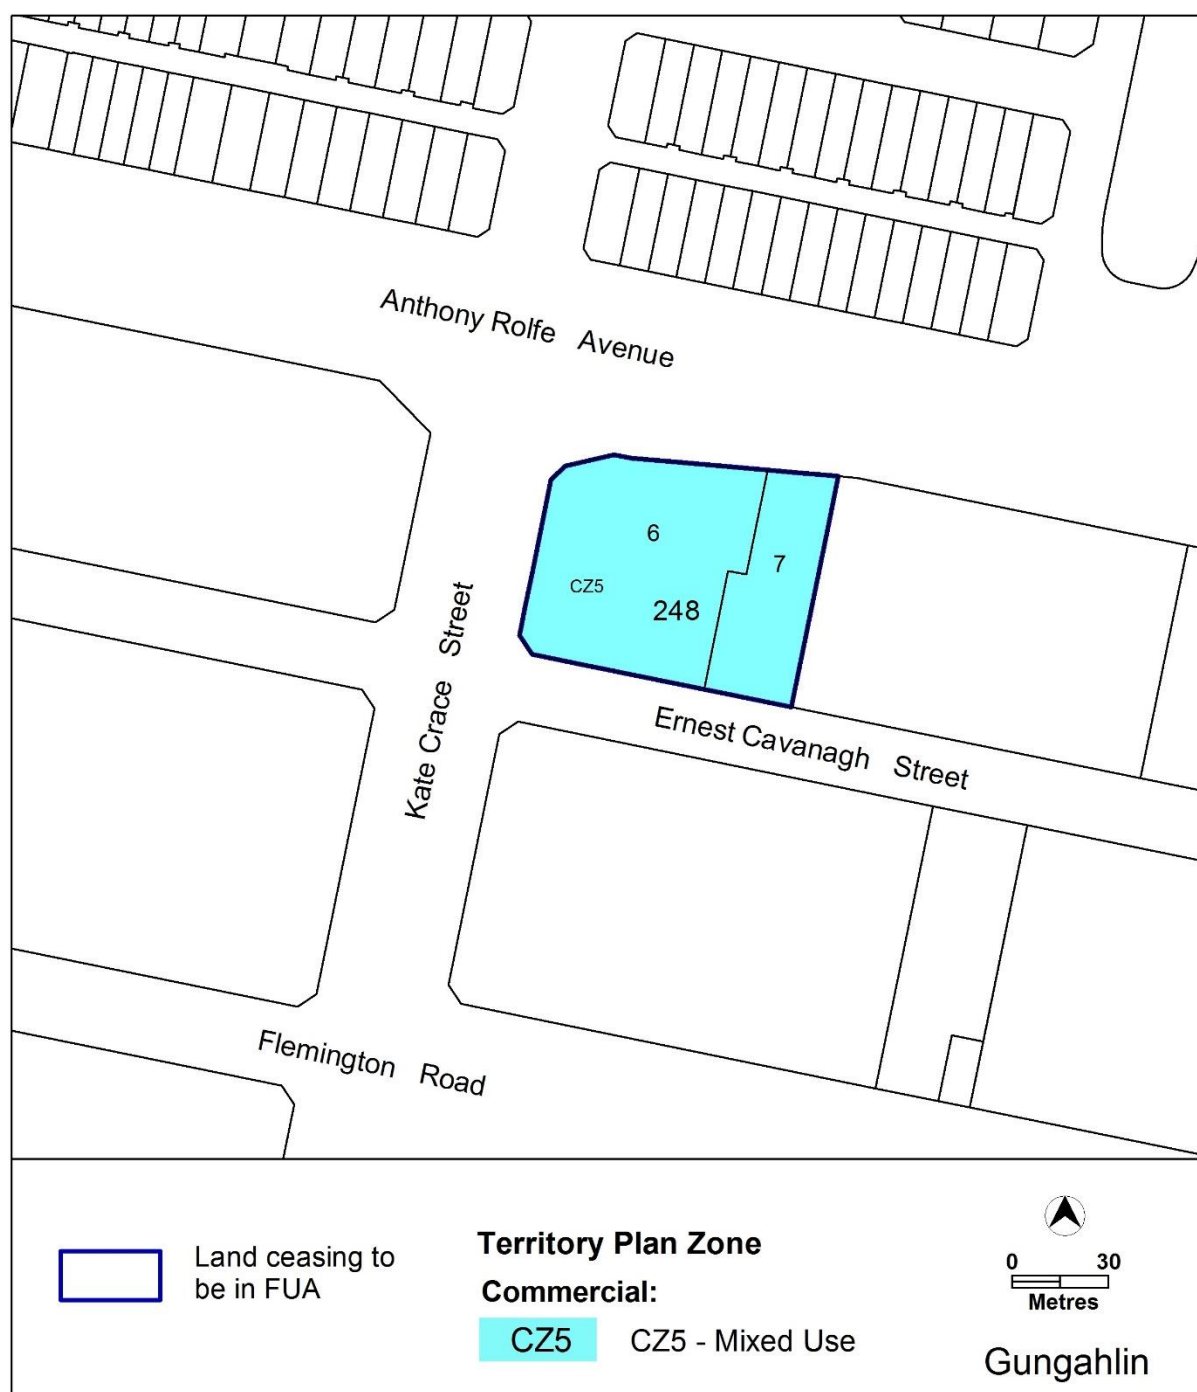 Anthony Rolfe Avenue
6
7
CZ5
248
Kate Crace Street
Ernest Cavanagh Street
Flemington Road
Land ceasing to
be in FUA
Territory Plan Zone
Commercial:
CZ5 CZ5 - Mixed Use
0 30
Metres
Gungahlin